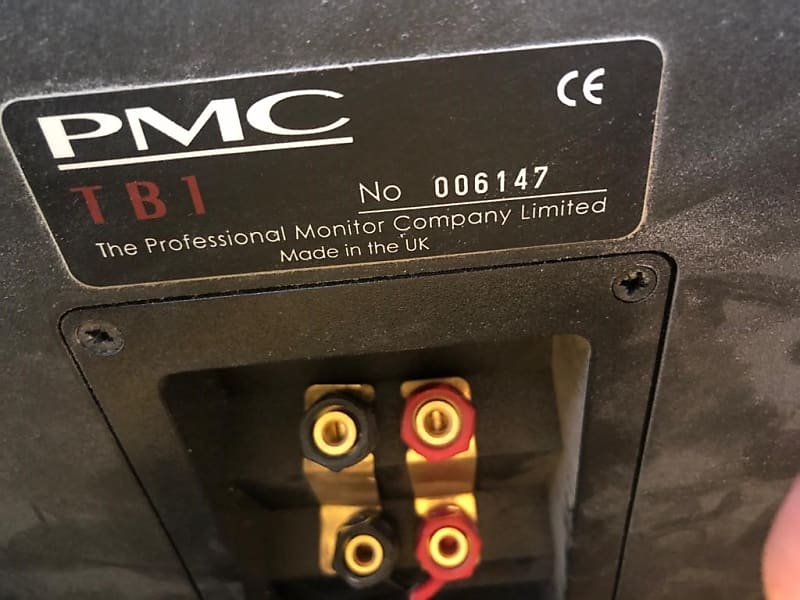 PMC
CE
TB1
No 006147
The Professional Monitor Company Limited
Made in the UK